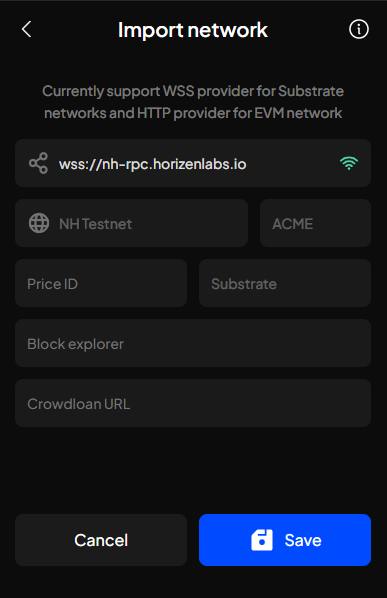 Import network
Currently support WSS provider for Substrate
networks and HTTP provider for EVM network
wss://nh-rpc.horizenlabs.io
NH Testnet
ACME
Price ID
Substrate
Block explorer
Crowdloan URL
Cancel
Save